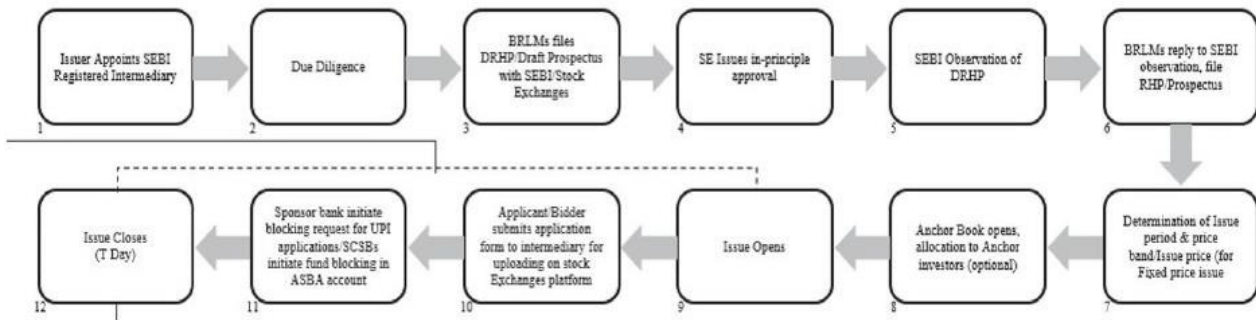 Issuer Appoints SEBI
Registered Intermediary
1
Due Diligence
2
BRLMs files
DRHP/Draft Prospectus
with SEBI/Stock
Exchanges
3
SE Issues in-principle
approval
4
SEBI Observation of
DRHP
5
BRLMs reply to SEBI
observation, file
RHP/Prospectus
6
Determination of Issue
period & price
band/Issue price (for
Fixed price issue
7
Anchor Book opens,
allocation to Anchor
investors (optional)
8
Issue Opens
9
Applicant/Bidder
submits application
form to intermediary for
uploading on stock
Exchanges platform
10
Sponsor bank initiate
blocking request for UPI
applications/SCSBs
initiate fund blocking in
ASBA account
11
Issue Closes
(T Day)
12